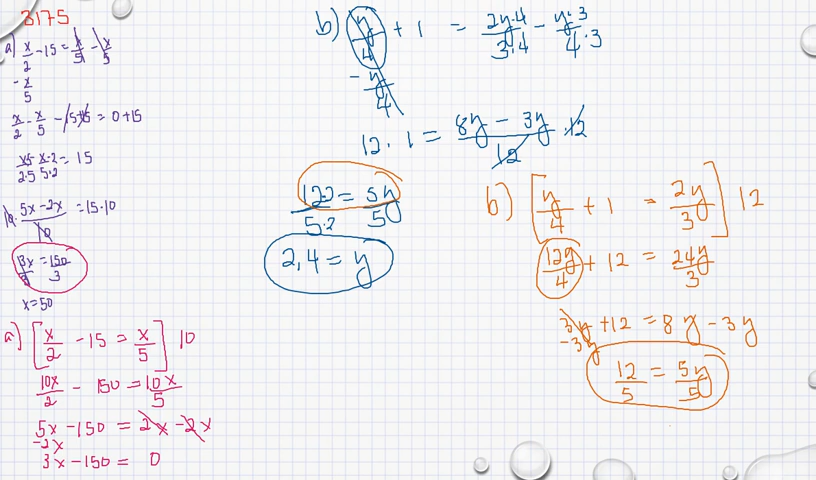 3175
a) x/2 - 15 = x/5 - x/5
- x/5
x/2 - x/5 - 15+15 = 0 + 15
x·5/2·5 x·2/5·2 = 15
10· 5x - 2x/10 = 15·10
3x/3 = 150/3
x = 50
a) [x/2 - 15 = x/5] 10
10x/2 - 150 = 10x/5
5x - 150 = 2x - 2x
-2x
3x - 150 = 0
b) y/4 + 1 = 2y·4/3·4 - y·3/4·3
- y/4
12·1 = 8y - 3y/12 ·12
12·2/5·2 = 5y/5
2,4 = y
b) [y/4 + 1 = 2y/3] 12
12y/4 + 12 = 24y/3
3y + 12 = 8y - 3y
-3y
12/5 = 5y/5